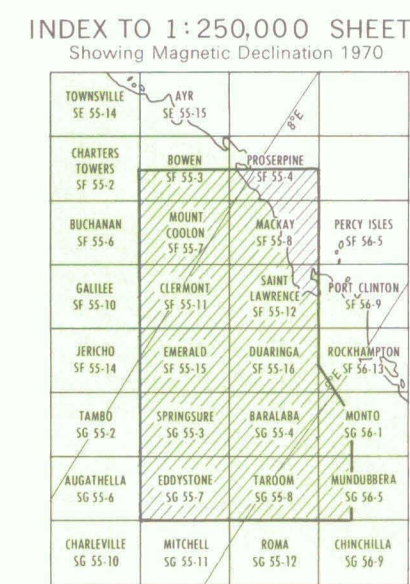 INDEX TO 1:250,000 SHEET
Showing Magnetic Declination 1970
TOWNSVILLE
SE 55-14
AYR
SE 55-15
8°E
CHARTERS
TOWERS
SF 55-2
BOWEN
SF 55-3
PROSERPINE
SF 55-4
BUCHANAN
SF 55-6
MOUNT
COOLON
SF 55-7
MACKAY
SF 55-8
PERCY ISLES
SF 56-5
GALILEE
SF 55-10
CLERMONT
SF 55-11
SAINT
LAWRENCE
SF 55-12
PORT CLINTON
SF 56-9
JERICHO
SF 55-14
EMERALD
SF 55-15
DUARINGA
SF 55-16
ROCKHAMPTON
SF 56-13
TAMBO
SG 55-2
SPRINGSURE
SG 55-3
BARALABA
SG 55-4
MONTO
SG 56-1
AUGATHELLA
SG 55-6
EDDYSTONE
SG 55-7
TAROOM
SG 55-8
MUNDUBBERA
SG 56-5
CHARLEVILLE
SG 55-10
MITCHELL
SG 55-11
ROMA
SG 55-12
CHINCHILLA
SG 56-9